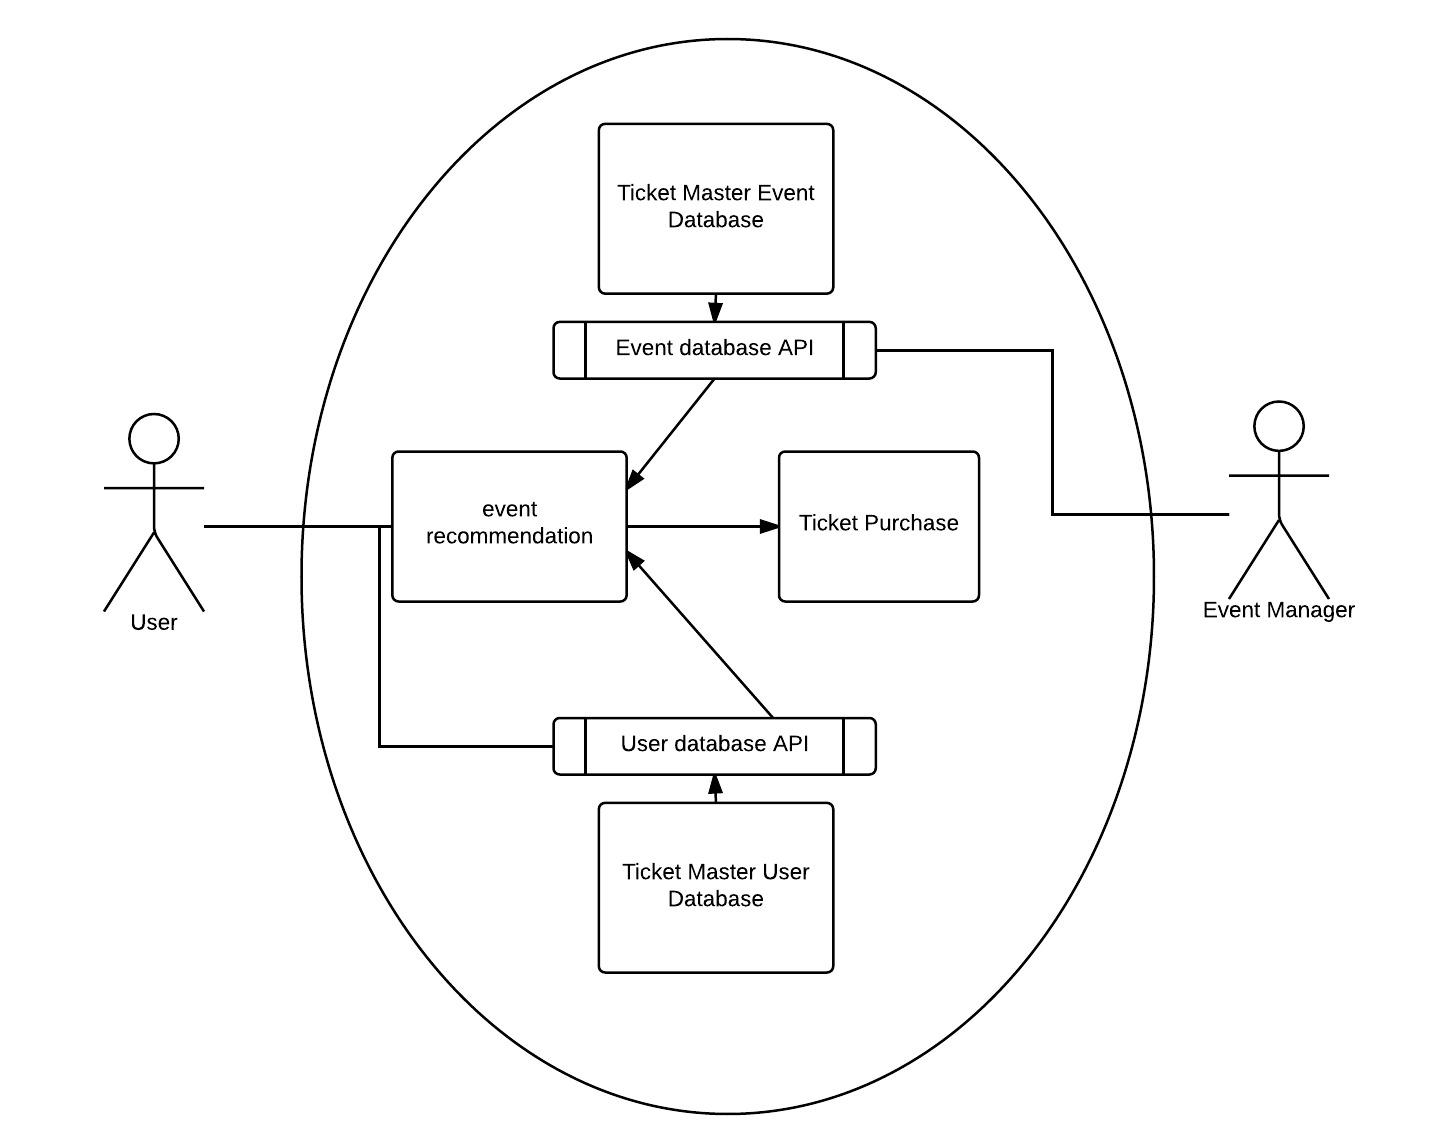 Ticket Master Event
Database
Event database API
event
recommendation
Ticket Purchase
User
Event Manager
User database API
Ticket Master User
Database